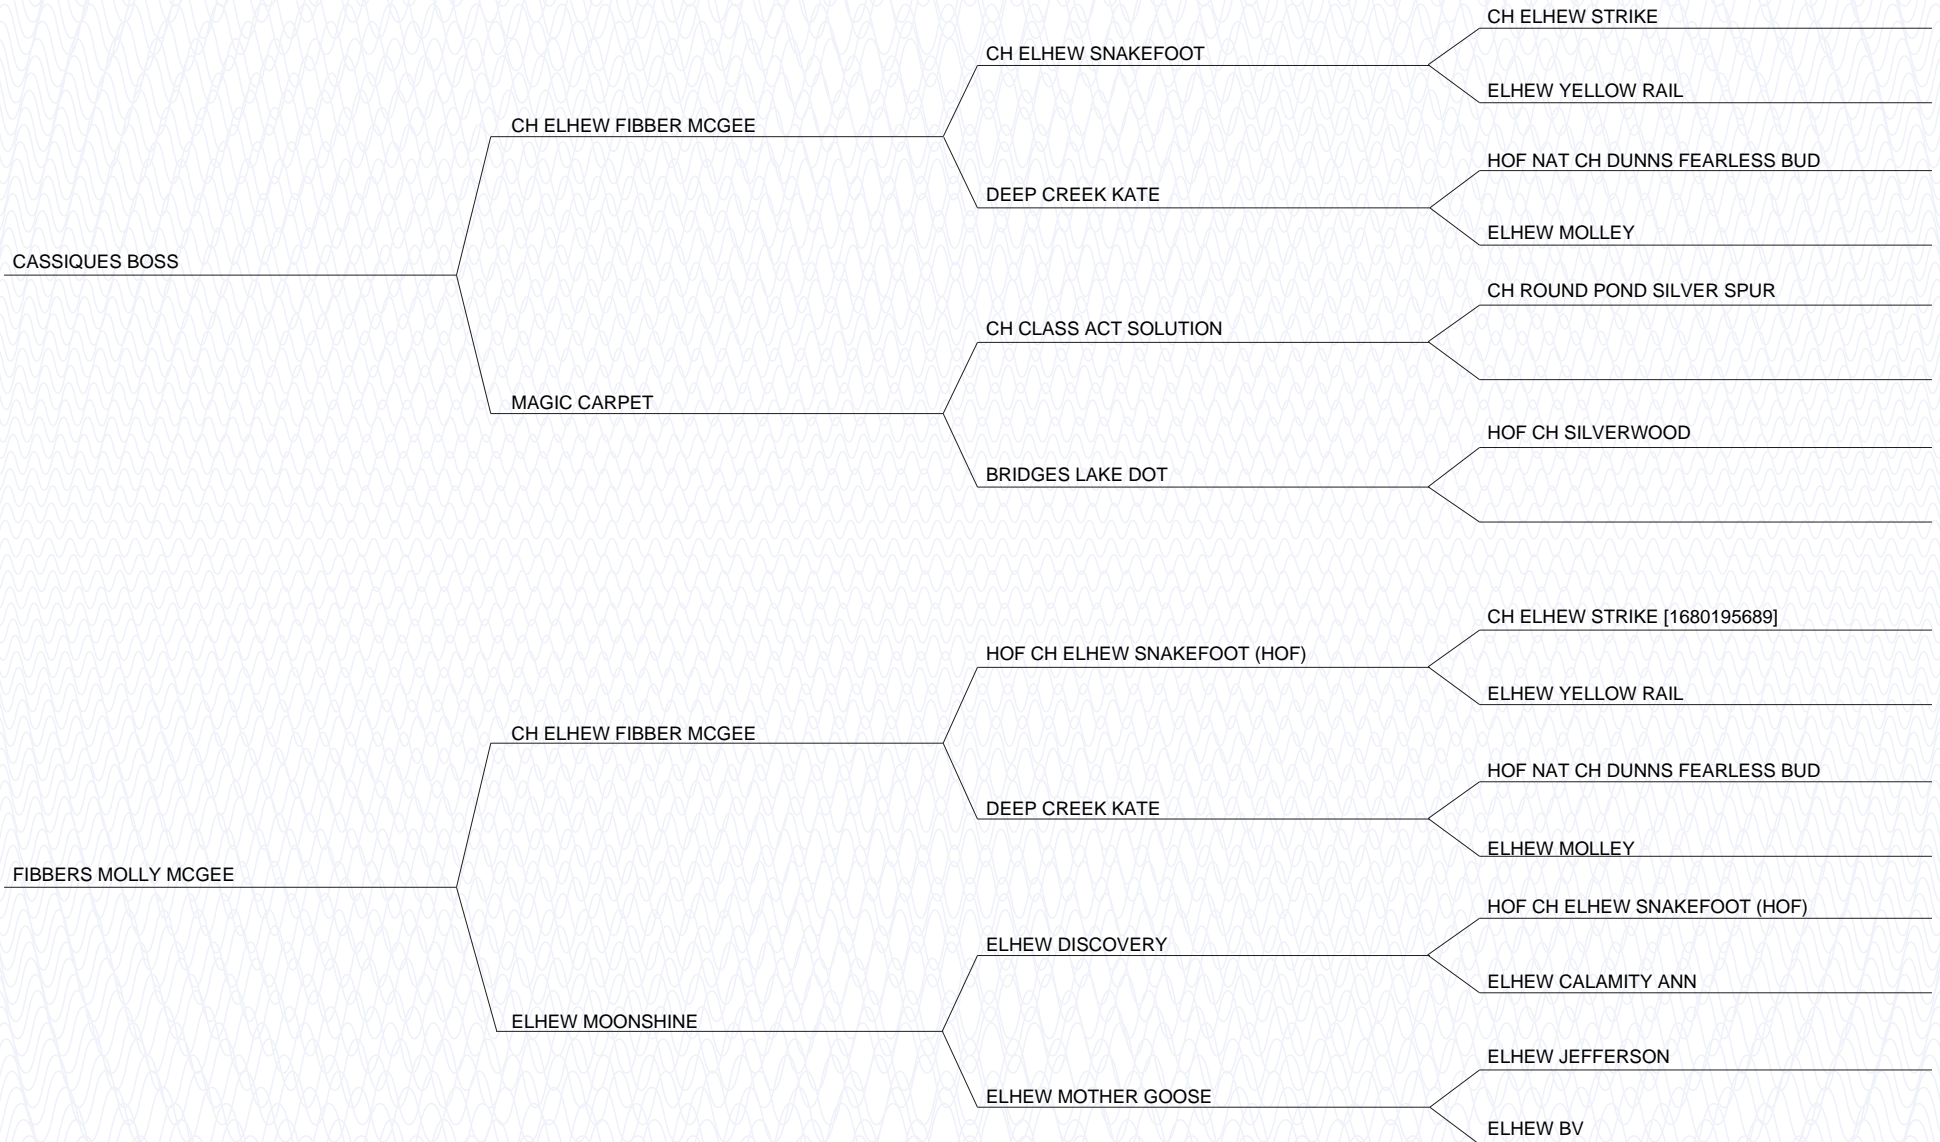 CH ELHEW STRIKE
CH ELHEW SNAKEFOOT
ELHEW YELLOW RAIL
CH ELHEW FIBBER MCGEE
HOF NAT CH DUNNS FEARLESS BUD
DEEP CREEK KATE
ELHEW MOLLEY
CASSIQUES BOSS
CH ROUND POND SILVER SPUR
CH CLASS ACT SOLUTION
MAGIC CARPET
HOF CH SILVERWOOD
BRIDGES LAKE DOT
CH ELHEW STRIKE [1680195689]
HOF CH ELHEW SNAKEFOOT (HOF)
ELHEW YELLOW RAIL
CH ELHEW FIBBER MCGEE
HOF NAT CH DUNNS FEARLESS BUD
DEEP CREEK KATE
ELHEW MOLLEY
FIBBERS MOLLY MCGEE
HOF CH ELHEW SNAKEFOOT (HOF)
ELHEW DISCOVERY
ELHEW CALAMITY ANN
ELHEW MOONSHINE
ELHEW JEFFERSON
ELHEW MOTHER GOOSE
ELHEW BV